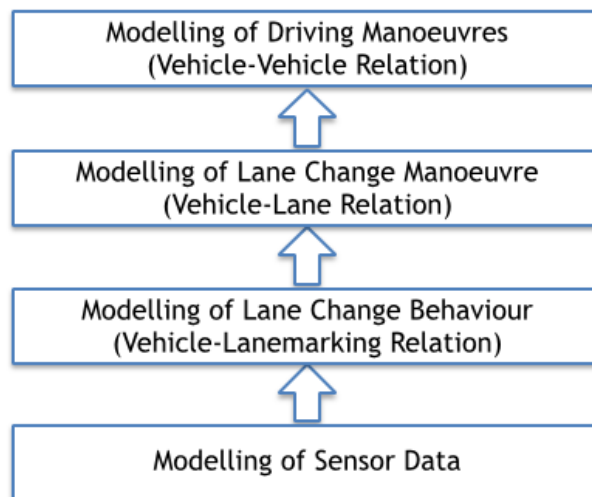 Modelling of Driving Manoeuvres
(Vehicle-Vehicle Relation)
Modelling of Lane Change Manoeuvre
(Vehicle-Lane Relation)
Modelling of Lane Change Behaviour
(Vehicle-Lanemarking Relation)
Modelling of Sensor Data